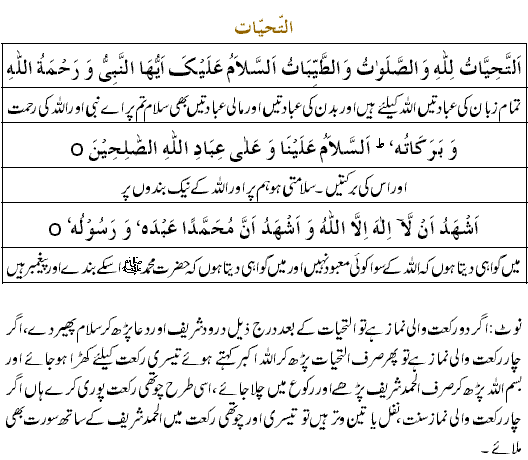 التحیّات
اَلتَّحِیَّاتُ لِلّٰهِ وَالصَّلَوٰتُ وَالطَّیِّبَاتُ اَلسَّلاَمُ عَلَیْکَ اَیُّهَا النَّبِیُّ وَ رَحْمَةُ اللّٰهِ
تمام زبان کی عبادتیں اللہ کیلئے ہیں اور بدن کی عبادتیں اور مالی عبادتیں بھی سلام تم پر اے نبی اور اللہ کی رحمت
وَ بَرَکَاتُه‘ ؕ اَلسَّلاَمُ عَلَیْنَا وَ عَلٰی عِبَادِ اللّٰهِ الصّٰلِحِیْنَ o
اور اس کی برکتیں ۔ سلامتی ہو ہم پر اور اللہ کے نیک بندوں پر
اَشْهَدُ اَنْ لَّآ اِلٰهَ اِلَّا اللّٰهُ وَ اَشْهَدُ اَنَّ مُحَمَّدًا عَبْدُه‘ وَ رَسُوْلُه‘ o
میں گواہی دیتا ہوں کہ اللہ کے سوا کوئی معبود نہیں اور میں گواہی دیتا ہوں کہ حضرت محمد ﷺ اسکے بندے اور پیغمبر ہیں
نوٹ : اگر دو رکعت والی نماز ہے تو التحیات کے بعد درج ذیل درود شریف اور دعا پڑھ کر سلام پھیر دے ، اگر
چار رکعت والی نماز ہے تو پھر صرف التحیات پڑھ کر اللہ اکبر کہتے ہوئے تیسری رکعت کیلئے کھڑا ہو جائے اور
بسم اللہ پڑھ کر صرف الحمد شریف پڑھے اور رکوع میں چلا جائے ، اسی طرح چوتھی رکعت پوری کرے ہاں اگر
چار رکعت والی نماز سنت ، نفل یا تین وتر ہیں تو تیسری اور چوتھی رکعت میں الحمد شریف کے ساتھ سورت بھی
ملائے ۔